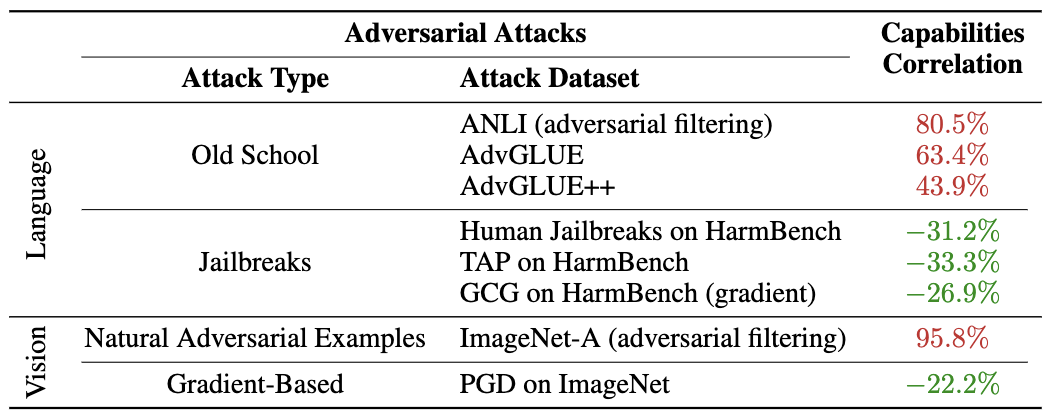 Adversarial Attacks Capabilities Correlation
Attack Type Attack Dataset
Language
Old School
ANLI (adversarial filtering) 80.5%
AdvGLUE 63.4%
AdvGLUE++ 43.9%
Jailbreaks
Human Jailbreaks on HarmBench −31.2%
TAP on HarmBench −33.3%
GCG on HarmBench (gradient) −26.9%
Vision
Natural Adversarial Examples ImageNet-A (adversarial filtering) 95.8%
Gradient-Based PGD on ImageNet −22.2%